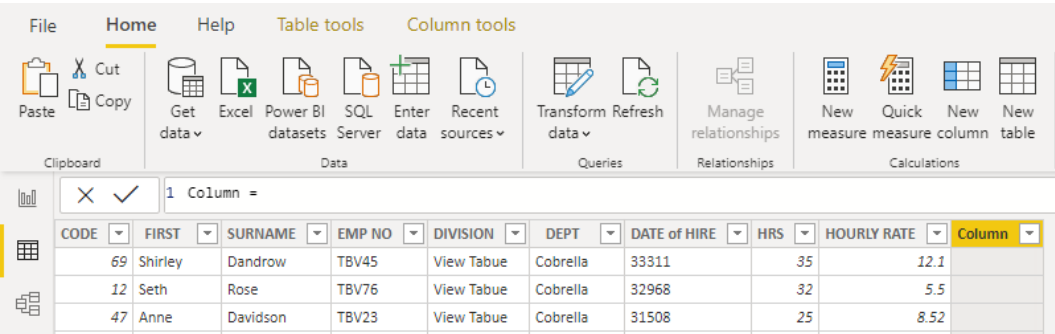 File Home Help Table tools Column tools
Paste Cut Copy Get data Excel Power BI datasets SQL Server Enter data Recent sources Transform data Refresh Manage relationships New measure Quick measure New column New table
Clipboard Data Queries Relationships Calculations
1 Column =
CODE FIRST SURNAME EMP NO DIVISION DEPT DATE of HIRE HRS HOURLY RATE Column
69 Shirley Dandrow TBV45 View Tabue Cobrella 33311 35 12.1
12 Seth Rose TBV76 View Tabue Cobrella 32968 32 5.5
47 Anne Davidson TBV23 View Tabue Cobrella 31508 25 8.52